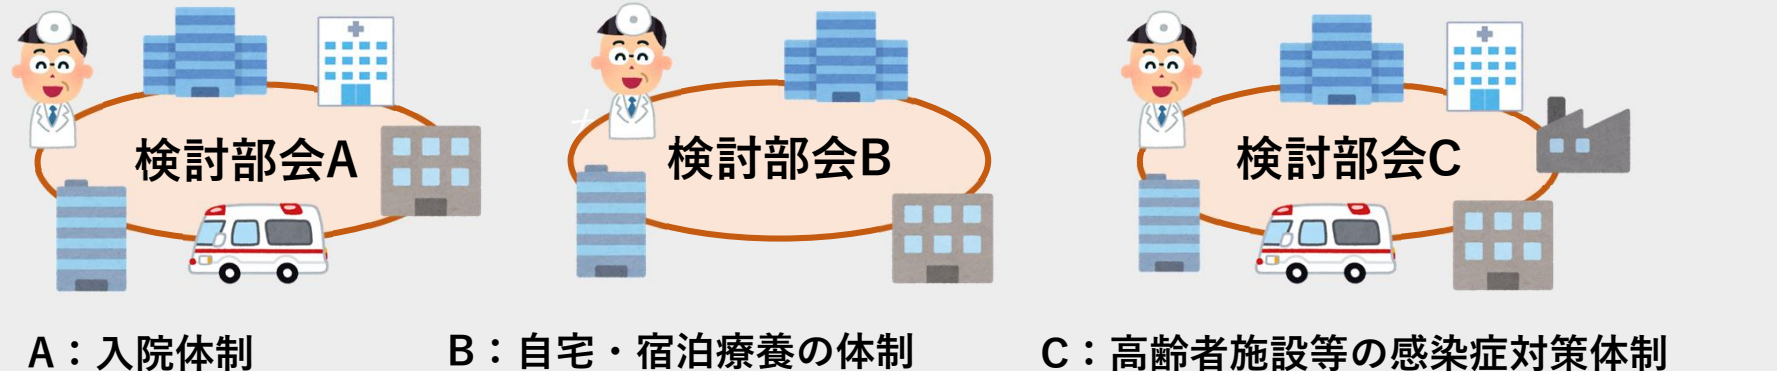 検討部会A
検討部会B
検討部会C
A：入院体制
B：自宅・宿泊療養の体制
C：高齢者施設等の感染症対策体制